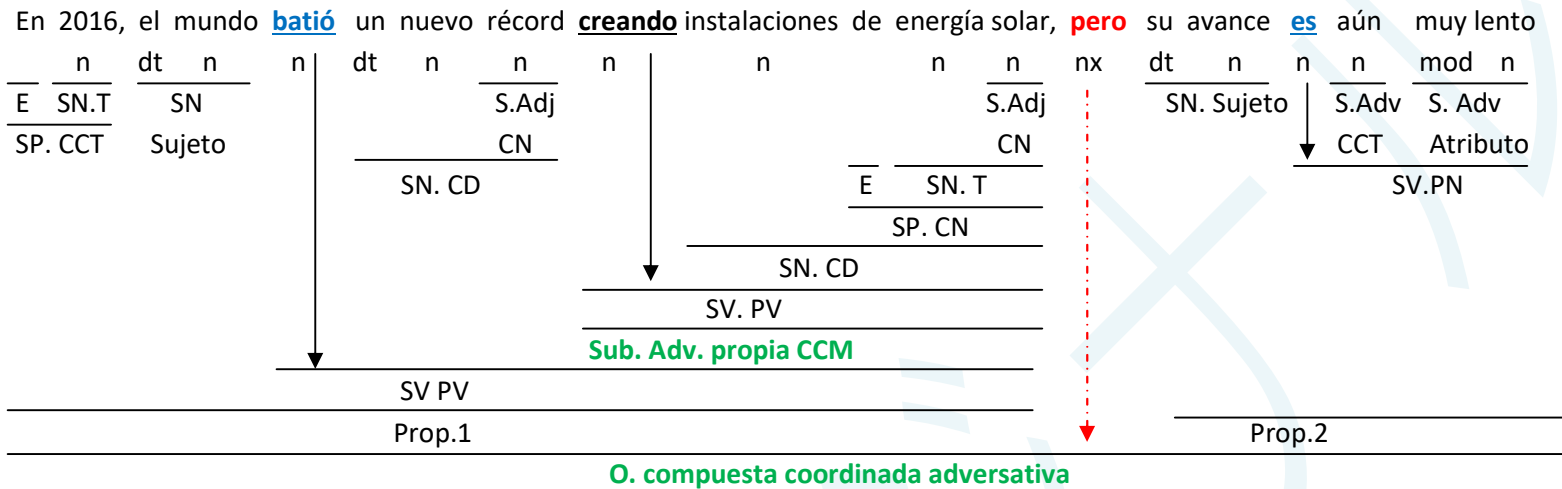 En 2016, el mundo batió un nuevo récord creando instalaciones de energía solar, pero su avance es aún muy lento
n dt n n dt n n n n n n nx dt n n n mod n
E SN.T SN S.Adj S.Adj SN. Sujeto S.Adv S. Adv
SP. CCT Sujeto CN CN CCT Atributo
SN. CD E SN. T SV.PN
SP. CN
SN. CD
SV. PV
Sub. Adv. propia CCM
SV PV
Prop.1 Prop.2
O. compuesta coordinada adversativa